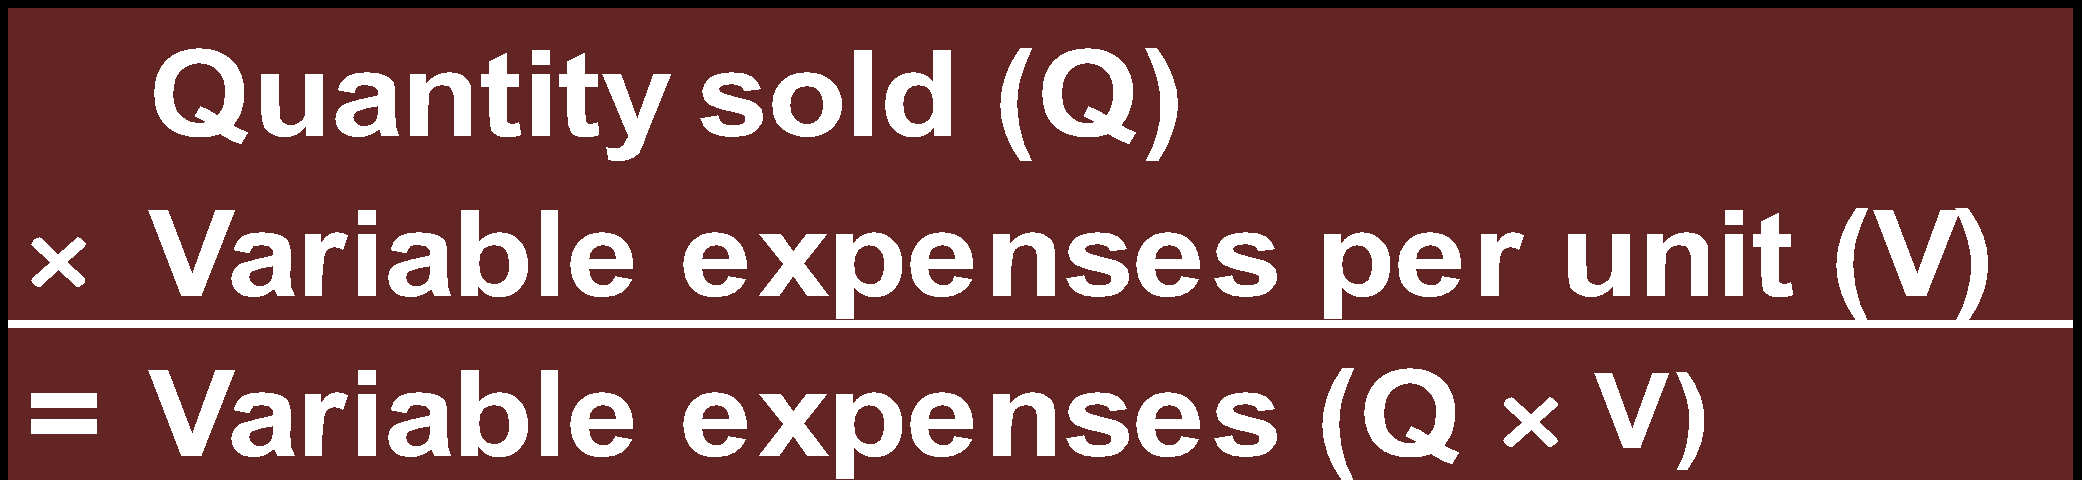 Quantity sold (Q)
× Variable expenses per unit (V)
= Variable expenses (Q × V)